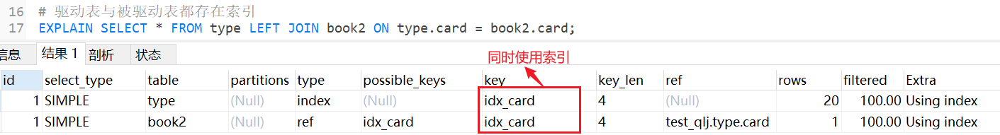 16 # 驱动表与被驱动表都存在索引
17 EXPLAIN SELECT * FROM type LEFT JOIN book2 ON type.card = book2.card;
信息 结果 1 剖析 状态
同时使用索引
id select_type table partitions type possible_keys key key_len ref rows filtered Extra
1 SIMPLE type (Null) index (Null) idx_card 4 (Null) 20 100.00 Using index
1 SIMPLE book2 (Null) ref idx_card idx_card 4 test_qlj.type.card 1 100.00 Using index